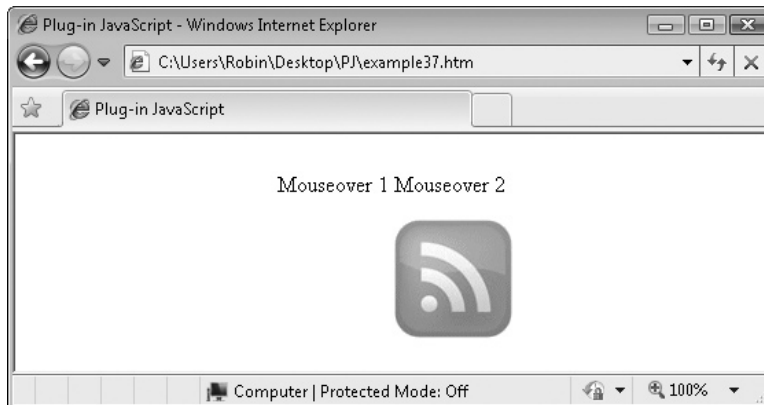 Plug-in JavaScript - Windows Internet Explorer
C:\Users\Robin\Desktop\PJ\example37.htm
Plug-in JavaScript
Mouseover 1 Mouseover 2
Computer | Protected Mode: Off
100%